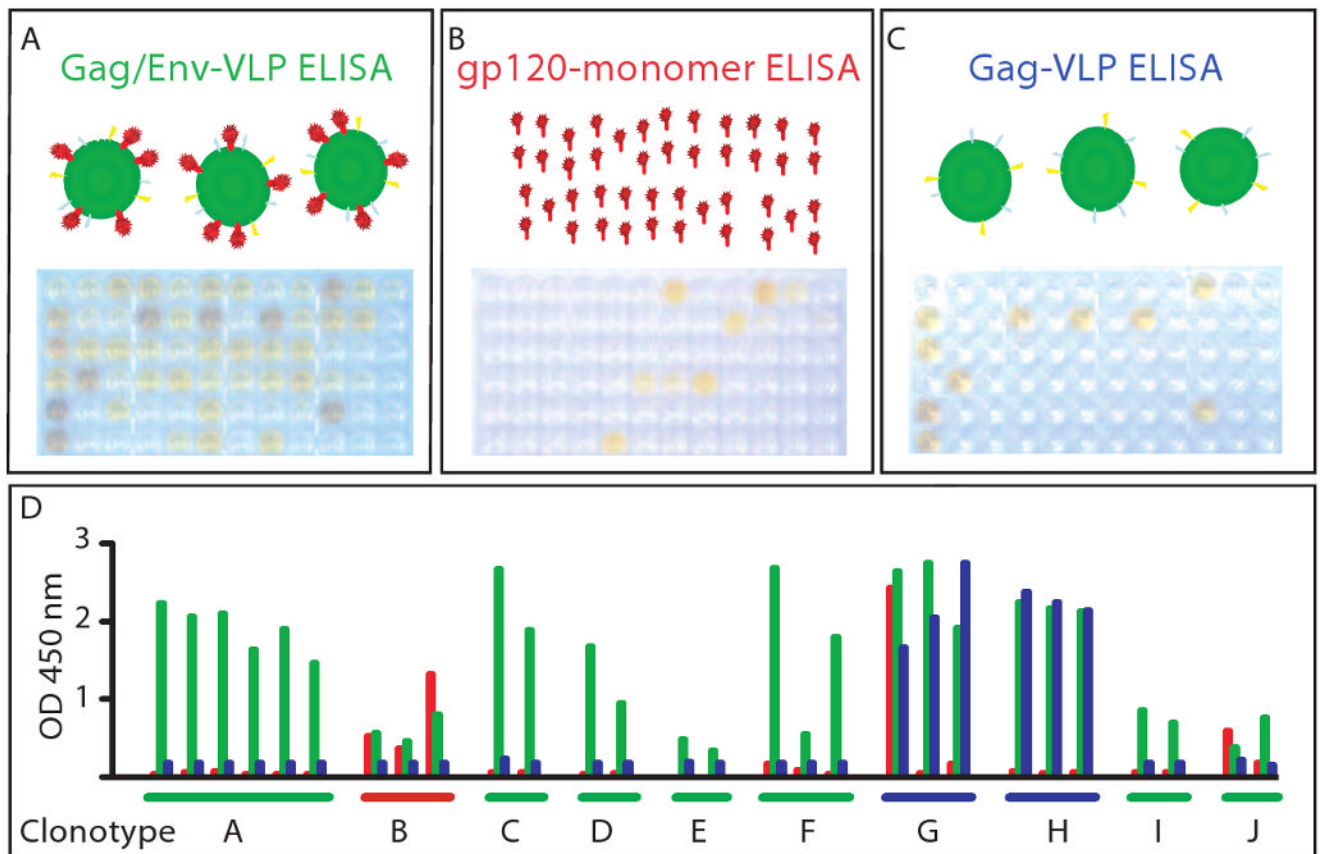 A
Gag/Env-VLP ELISA
B
gp120-monomer ELISA
C
Gag-VLP ELISA
D
3
2
1
OD 450 nm
Clonotype A B C D E F G H I J